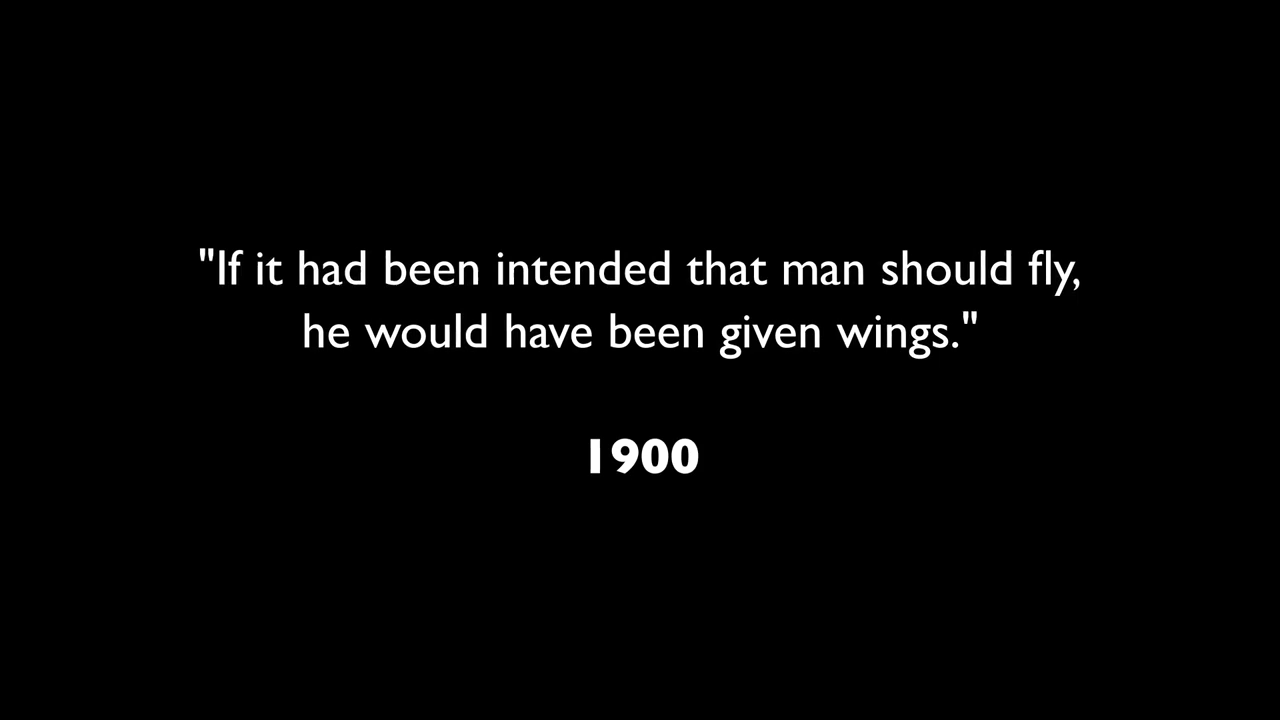 "If it had been intended that man should fly,
he would have been given wings."
1900